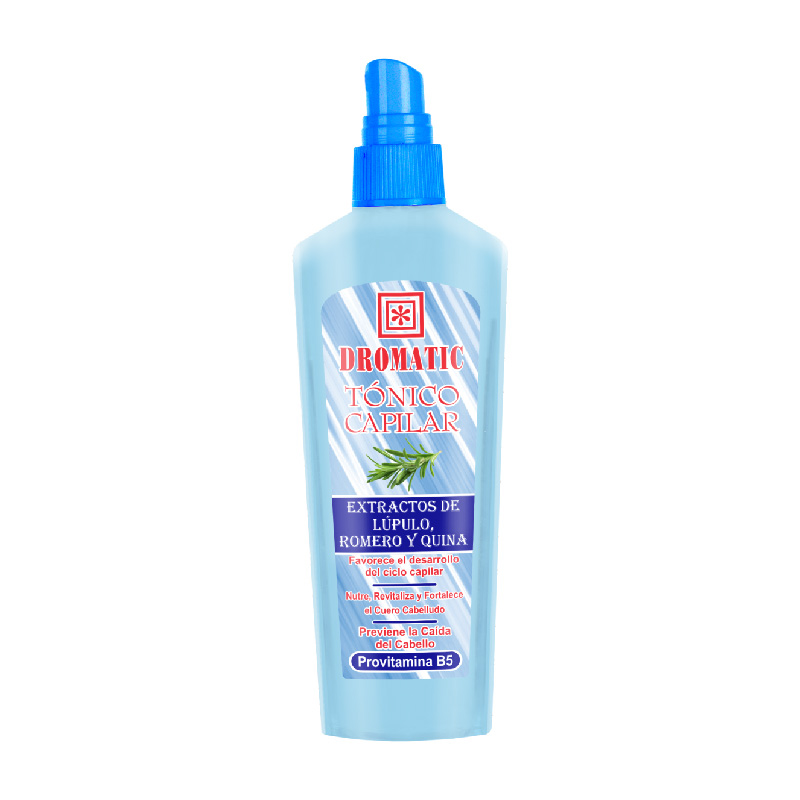 DROMATIC
TÓNICO
CAPILAR
EXTRACTOS DE
LÚPULO,
ROMERO Y QUINA
Favorece el desarrollo
del ciclo capilar
Nutre, Revitaliza y Fortalece
el Cuero Cabelludo
Previene la Caída
del Cabello
Provitamina B5